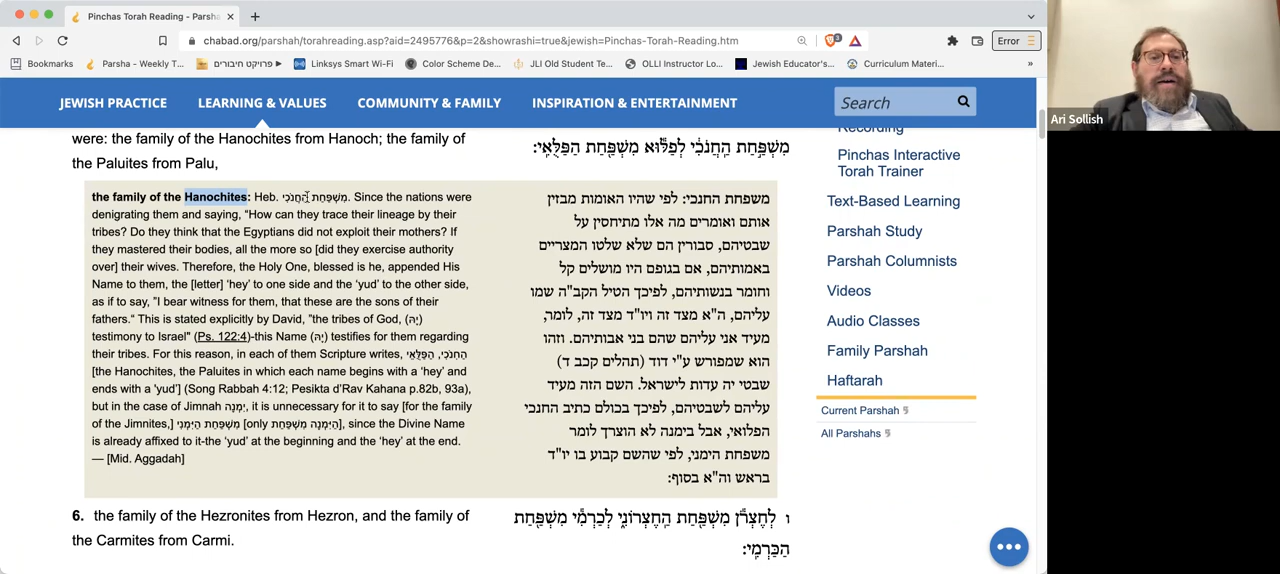 Pinchas Torah Reading - Parsh
chabad.org/parshah/torahreading.asp?aid=2495776&p=2&showrashi=true&jewish=Pinchas-Torah-Reading.htm
3
Error
Bookmarks
Parsha - Weekly T...
פרויקט חיבורים
Linksys Smart Wi-Fi
Color Scheme De...
JLI Old Student Te...
OLLI Instructor Lo...
Jewish Educator's...
Curriculum Materi...
»
JEWISH PRACTICE
LEARNING & VALUES
COMMUNITY & FAMILY
INSPIRATION & ENTERTAINMENT
Search
were: the family of the Hanochites from Hanoch; the family of
the Paluites from Palu,
מִשְׁפַּ֣חַת הַֽחֲנֹכִ֔י לְפַלּ֕וּא מִשְׁפַּ֖חַת הַפַּלֻּאִֽי:
the family of the Hanochites: Heb. מִשְׁפַּחַת הַֽחֲנֹכִי. Since the nations were
denigrating them and saying, "How can they trace their lineage by their
tribes? Do they think that the Egyptians did not exploit their mothers? If
they mastered their bodies, all the more so [did they exercise authority
over] their wives. Therefore, the Holy One, blessed is he, appended His
Name to them, the [letter] 'hey' to one side and the 'yud' to the other side,
as if to say, "I bear witness for them, that these are the sons of their
fathers." This is stated explicitly by David, "the tribes of God, (יָהּ)
testimony to Israel" (Ps. 122:4)-this Name (יָהּ) testifies for them regarding
their tribes. For this reason, in each of them Scripture writes, הַחֲנֹכִי, הַפַּלֻּאִי
[the Hanochites, the Paluites in which each name begins with a 'hey' and
ends with a 'yud'] (Song Rabbah 4:12; Pesikta d'Rav Kahana p.82b, 93a),
but in the case of Jimnah יִמְנָה, it is unnecessary for it to say [for the family
of the Jimnites,] מִשְׁפַּחַת הַיִּמְנִי [only הַיִּמְנָה מִשְׁפַּחַת], since the Divine Name
is already affixed to it-the 'yud' at the beginning and the 'hey' at the end.
— [Mid. Aggadah]
משפחת החנכי: לפי שהיו האומות מבזין
אותם ואומרים מה אלו מתיחסין על
שבטיהם, סבורין הם שלא שלטו המצריים
באמותיהם, אם בגופם היו מושלים קל
וחומר בנשותיהם, לפיכך הטיל הקב"ה שמו
עליהם, ה"א מצד זה ויו"ד מצד זה, לומר,
מעיד אני עליהם שהם בני אבותיהם. וזהו
הוא שמפורש ע"י דוד (תהלים קכב ד)
שבטי יה עדות לישראל. השם הזה מעיד
עליהם לשבטיהם, לפיכך בכולם כתיב החנכי
הפלואי, אבל בימנה לא הוצרך לומר
משפחת הימני, לפי שהשם קבוע בו יו"ד
בראש וה"א בסוף:
6. the family of the Hezronites from Hezron, and the family of
the Carmites from Carmi.
ו לְחֶצְרֹ֕ן מִשְׁפַּ֖חַת הַֽחֶצְרוֹנִ֑י לְכַרְמִ֕י מִשְׁפַּ֖חַת
הַכַּרְמִֽי:
Recording
Pinchas Interactive
Torah Trainer
Text-Based Learning
Parshah Study
Parshah Columnists
Videos
Audio Classes
Family Parshah
Haftarah
Current Parshah
All Parshahs
Ari Sollish